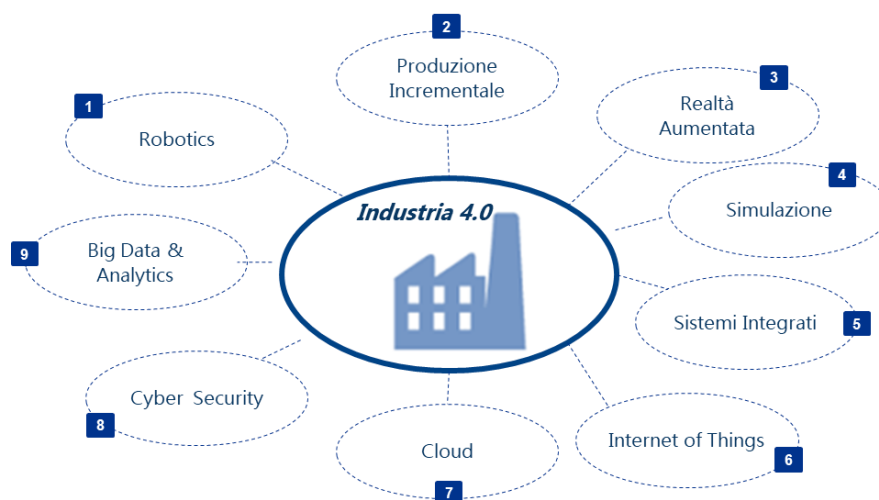 1
Robotics
2
Produzione
Incrementale
3
Realtà
Aumentata
4
Simulazione
5
Sistemi Integrati
6
Internet of Things
7
Cloud
8
Cyber Security
9
Big Data &
Analytics
Industria 4.0